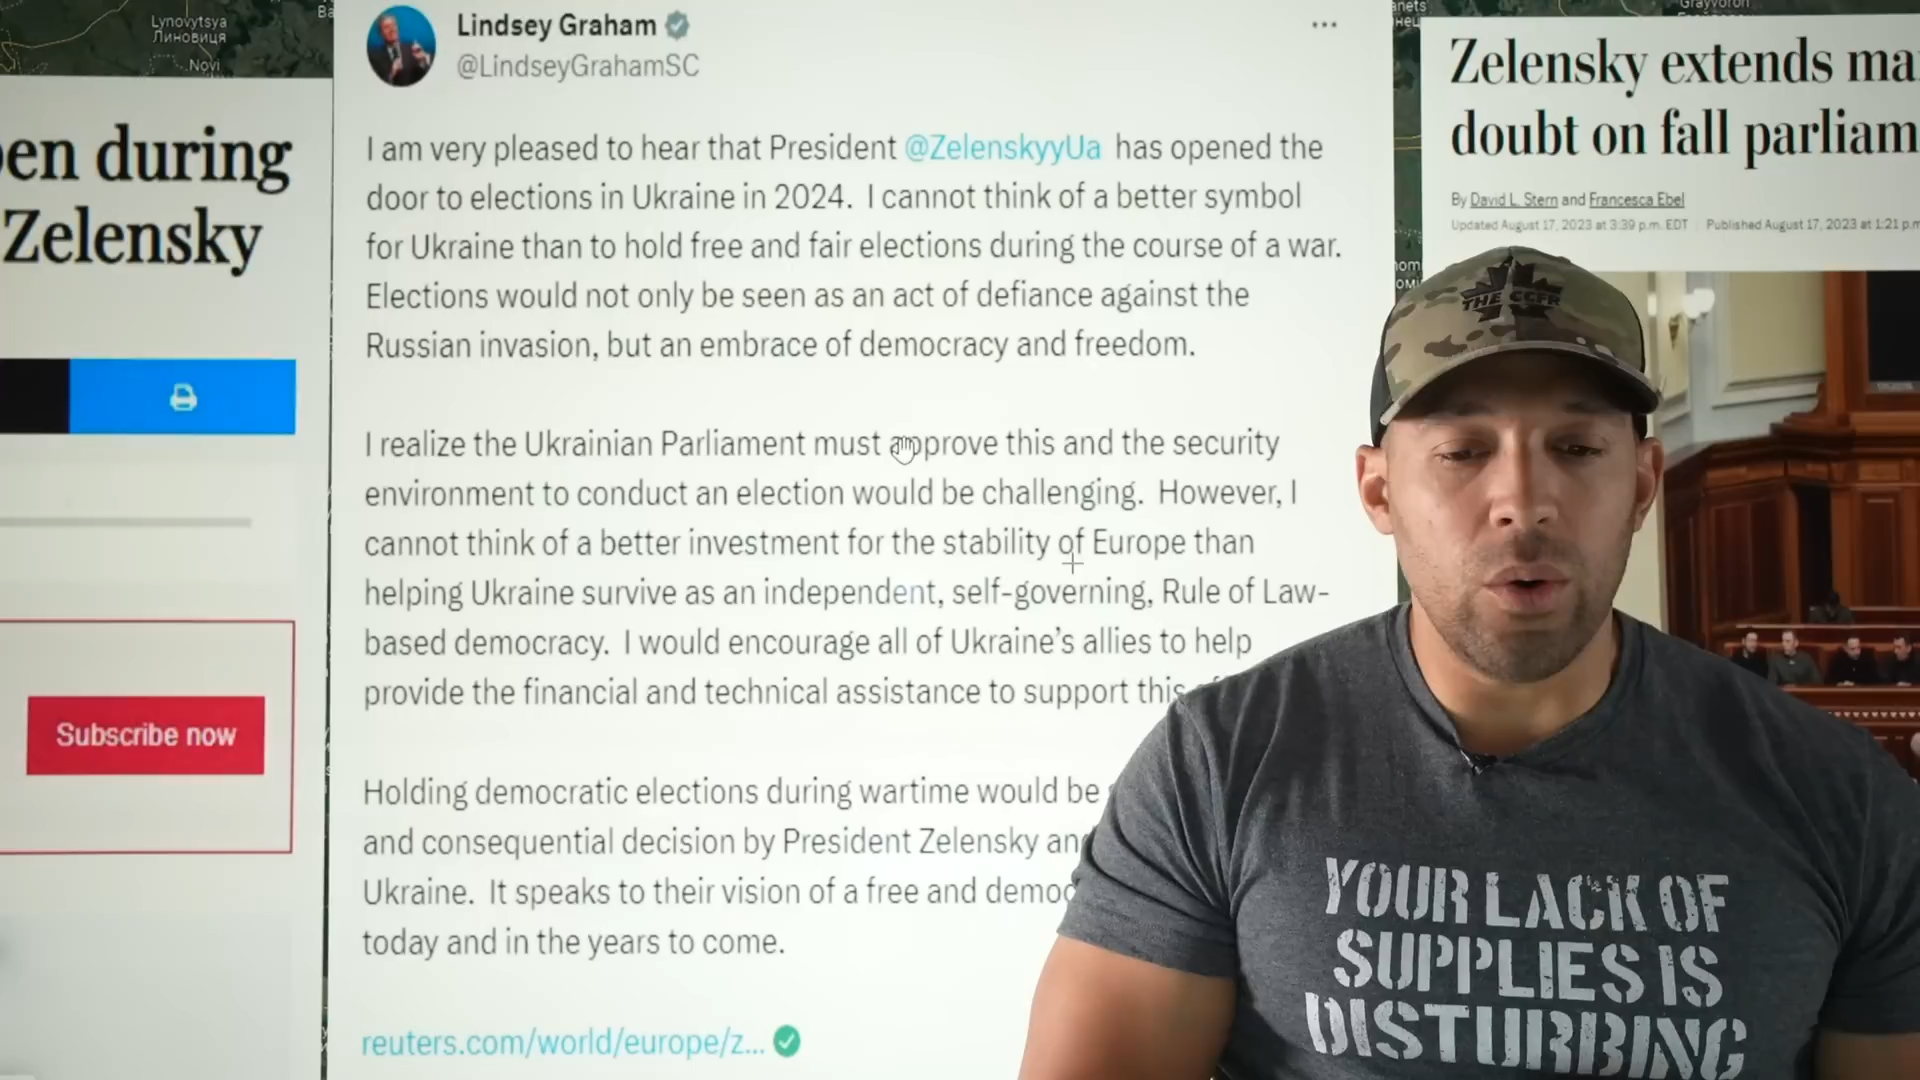 Lynovytsya
Линовиця
Novi
Ba
en during
Zelensky
Subscribe now
Lindsey Graham
@LindseyGrahamSC
I am very pleased to hear that President @ZelenskyyUa has opened the
door to elections in Ukraine in 2024. I cannot think of a better symbol
for Ukraine than to hold free and fair elections during the course of a war.
Elections would not only be seen as an act of defiance against the
Russian invasion, but an embrace of democracy and freedom.
I realize the Ukrainian Parliament must approve this and the security
environment to conduct an election would be challenging. However, I
cannot think of a better investment for the stability of Europe than
helping Ukraine survive as an independent, self-governing, Rule of Law-
based democracy. I would encourage all of Ukraine's allies to help
provide the financial and technical assistance to support this
Holding democratic elections during wartime would be
and consequential decision by President Zelensky and
Ukraine. It speaks to their vision of a free and democ
today and in the years to come.
reuters.com/world/europe/z...
Zelensky extends ma
doubt on fall parliam
By David L. Stern and Francesca Ebel
Updated August 17, 2023 at 3:39 p.m. EDT | Published August 17, 2023 at 1:21 p.m
THE CCFR
YOUR LACK OF
SUPPLIES IS
DISTURBING